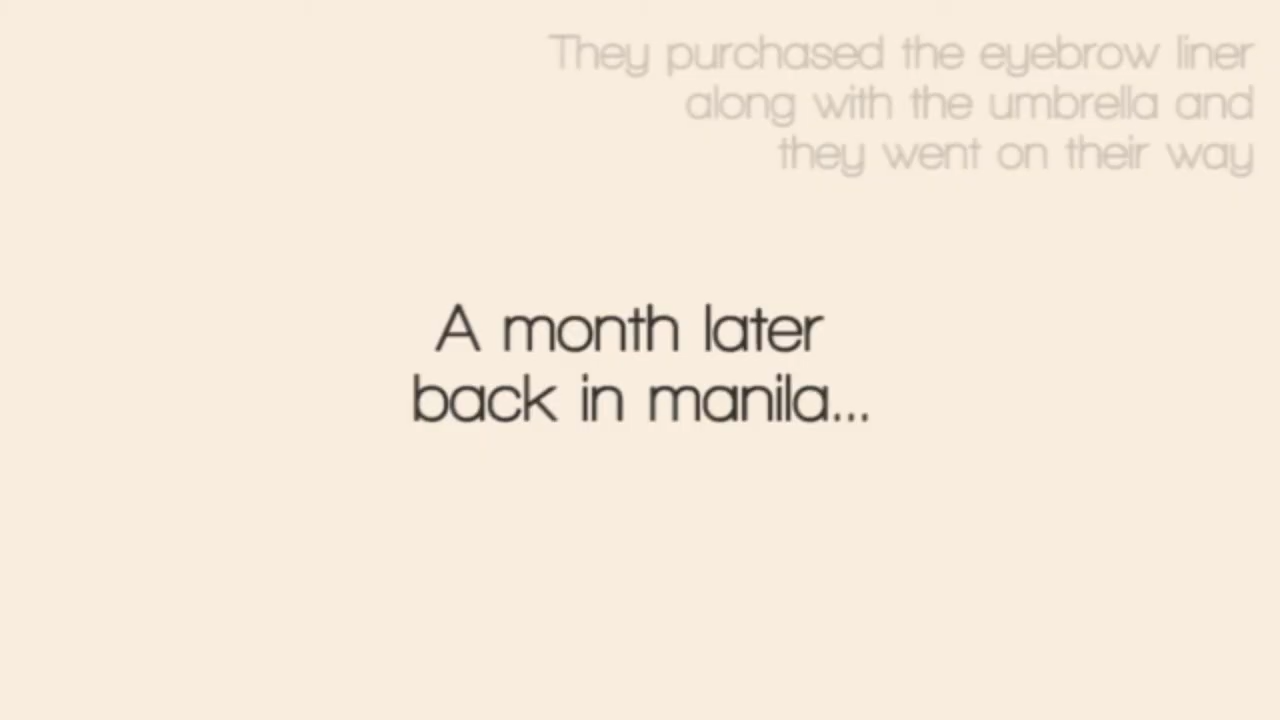 They purchased the eyebrow liner
along with the umbrella and
they went on their way
A month later
back in manila...